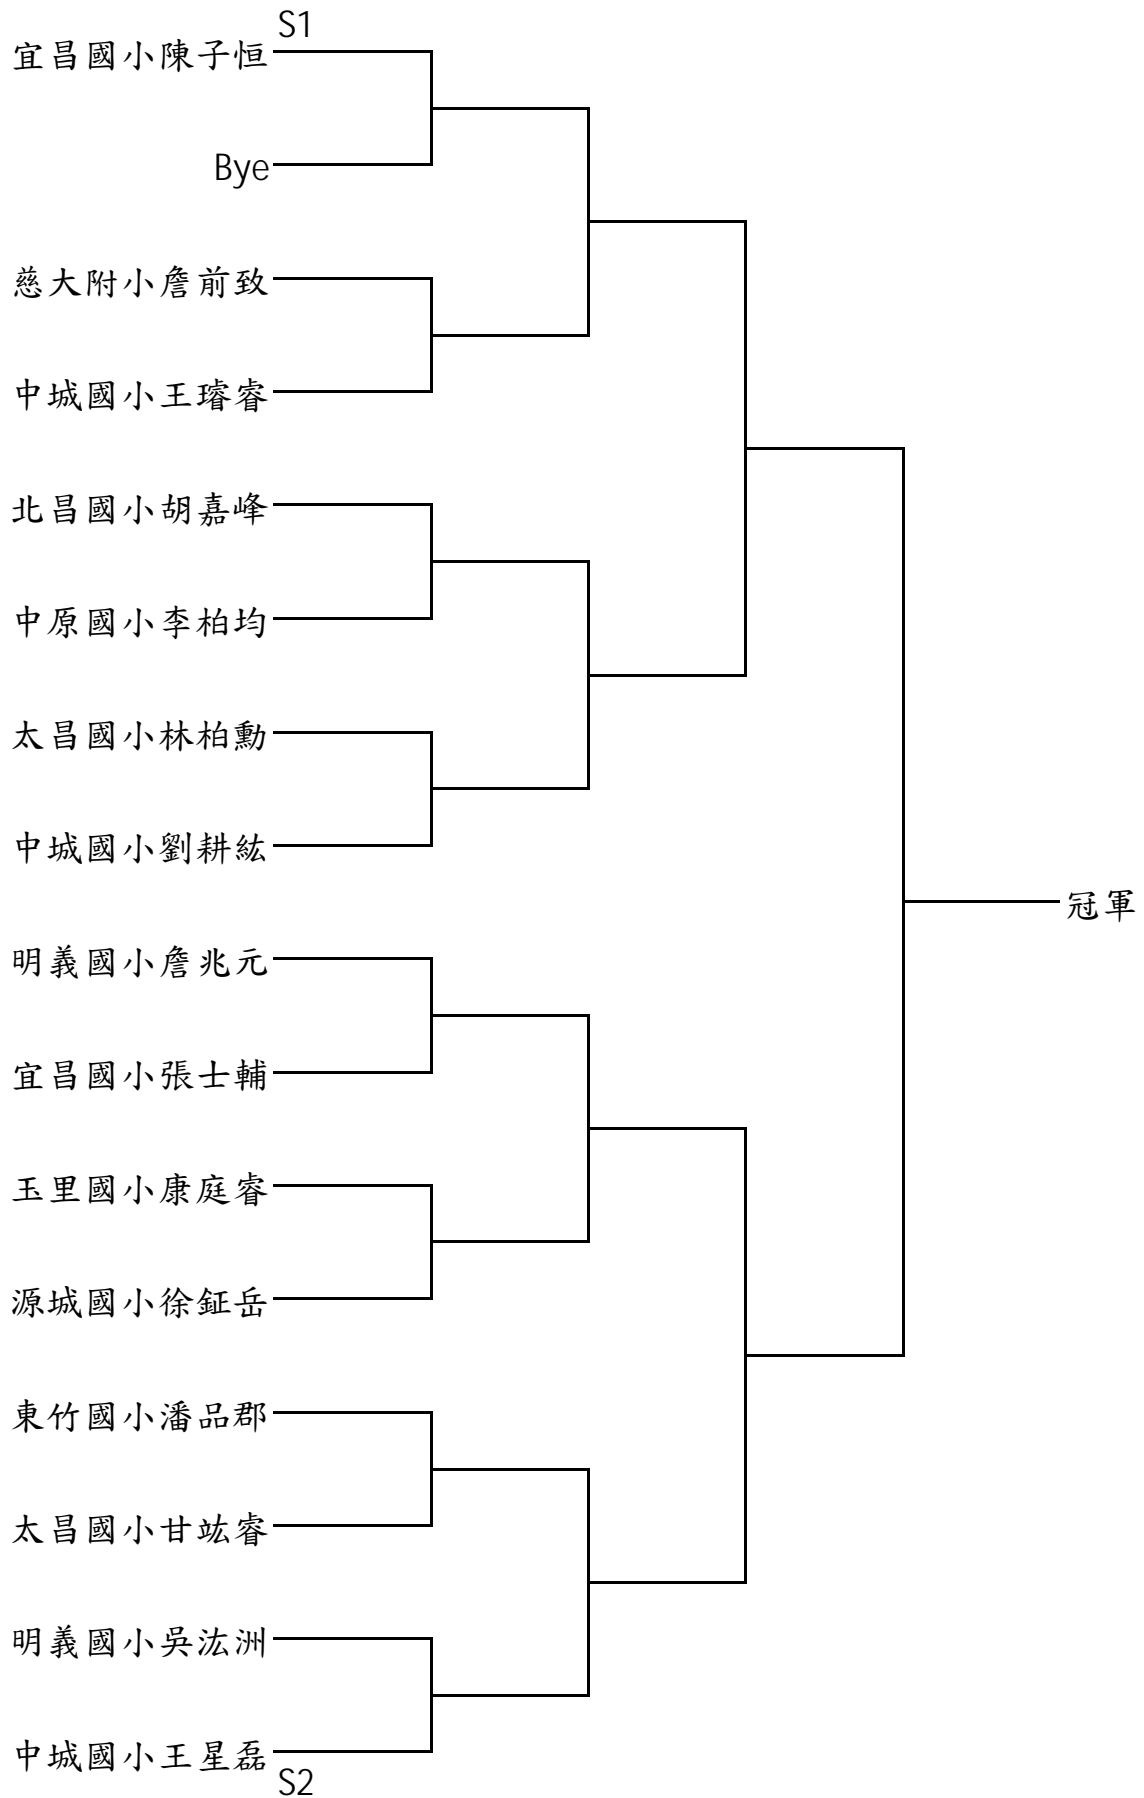 S1
宜昌國小陳子恒
Bye
慈大附小詹前致
中城國小王璿睿
北昌國小胡嘉峰
中原國小李柏均
太昌國小林柏勳
中城國小劉耕紘
冠軍
明義國小詹兆元
宜昌國小張士輔
玉里國小康庭睿
源城國小徐鉦岳
東竹國小潘品郡
太昌國小甘竑睿
明義國小吳汯洲
中城國小王星磊
S2